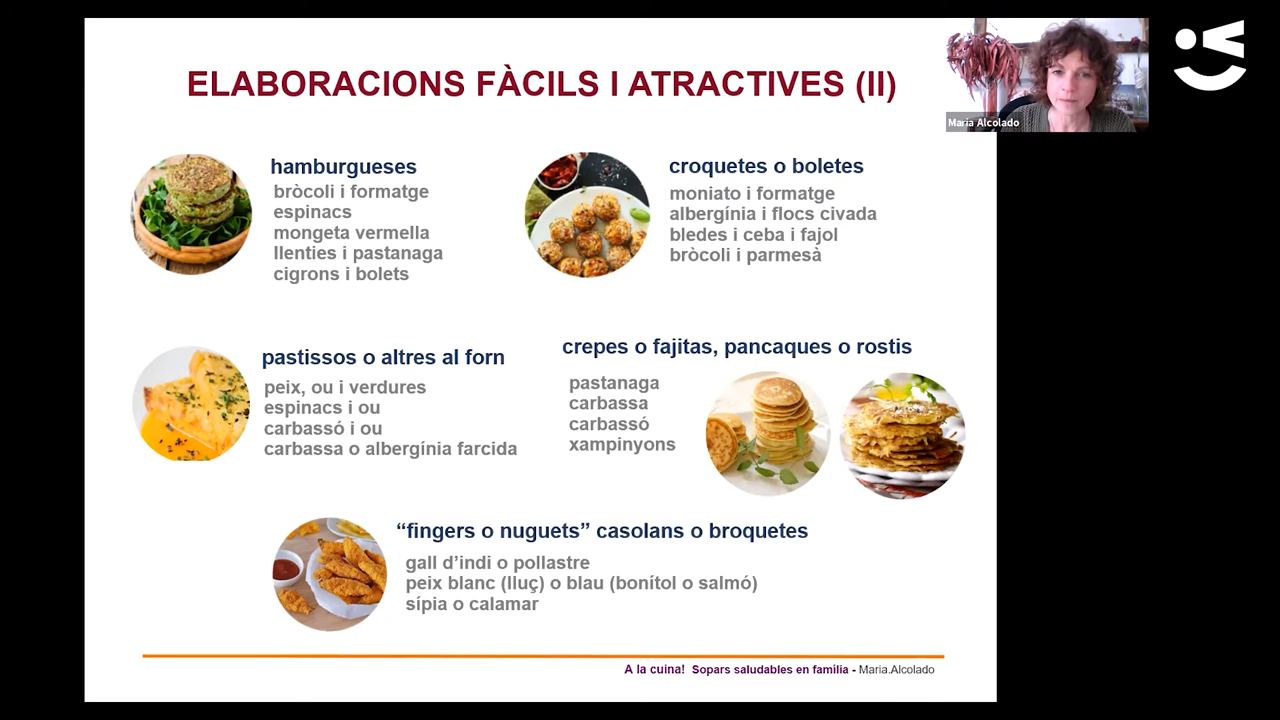 ELABORACIONS FÀCILS I ATRACTIVES (II)
Maria Alcolado
hamburgueses
bròcoli i formatge
espinacs
mongeta vermella
llenties i pastanaga
cigrons i bolets
croquetes o boletes
moniato i formatge
albergínia i flocs civada
bledes i ceba i fajol
bròcoli i parmesà
pastissos o altres al forn
peix, ou i verdures
espinacs i ou
carbassó i ou
carbassa o albergínia farcida
crepes o fajitas, pancaques o rostis
pastanaga
carbassa
carbassó
xampinyons
“fingers o nuguets” casolans o broquetes
gall d’indi o pollastre
peix blanc (lluç) o blau (bonítol o salmó)
sípia o calamar
A la cuina! Sopars saludables en familia - Maria.Alcolado